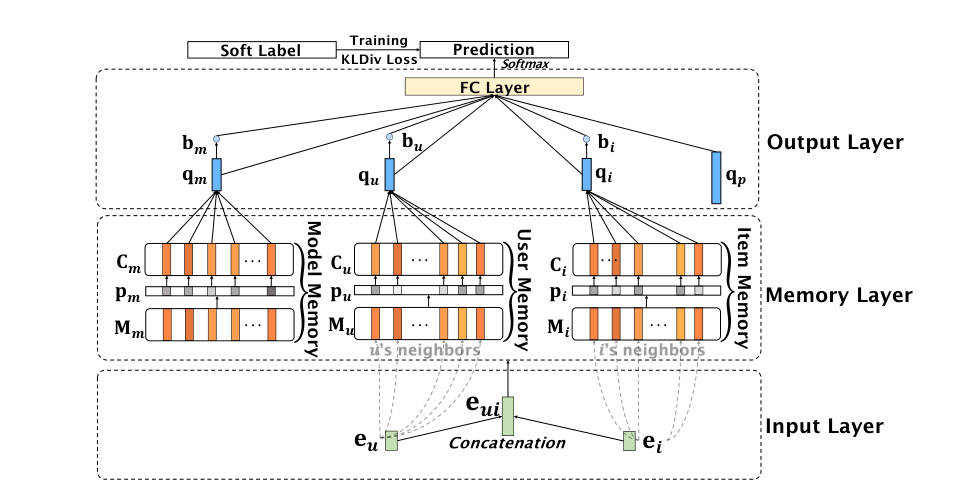 Soft Label
Training
KLDiv Loss
Prediction
Softmax
FC Layer
b_m
b_u
b_i
Output Layer
q_m
q_u
q_i
q_p
Model Memory
User Memory
Item Memory
C_m
...
C_u
...
C_i
...
p_m
p_u
p_i
Memory Layer
M_m
...
M_u
...
M_i
...
u's neighbors
i's neighbors
e_ui
Input Layer
e_u
Concatenation
e_i